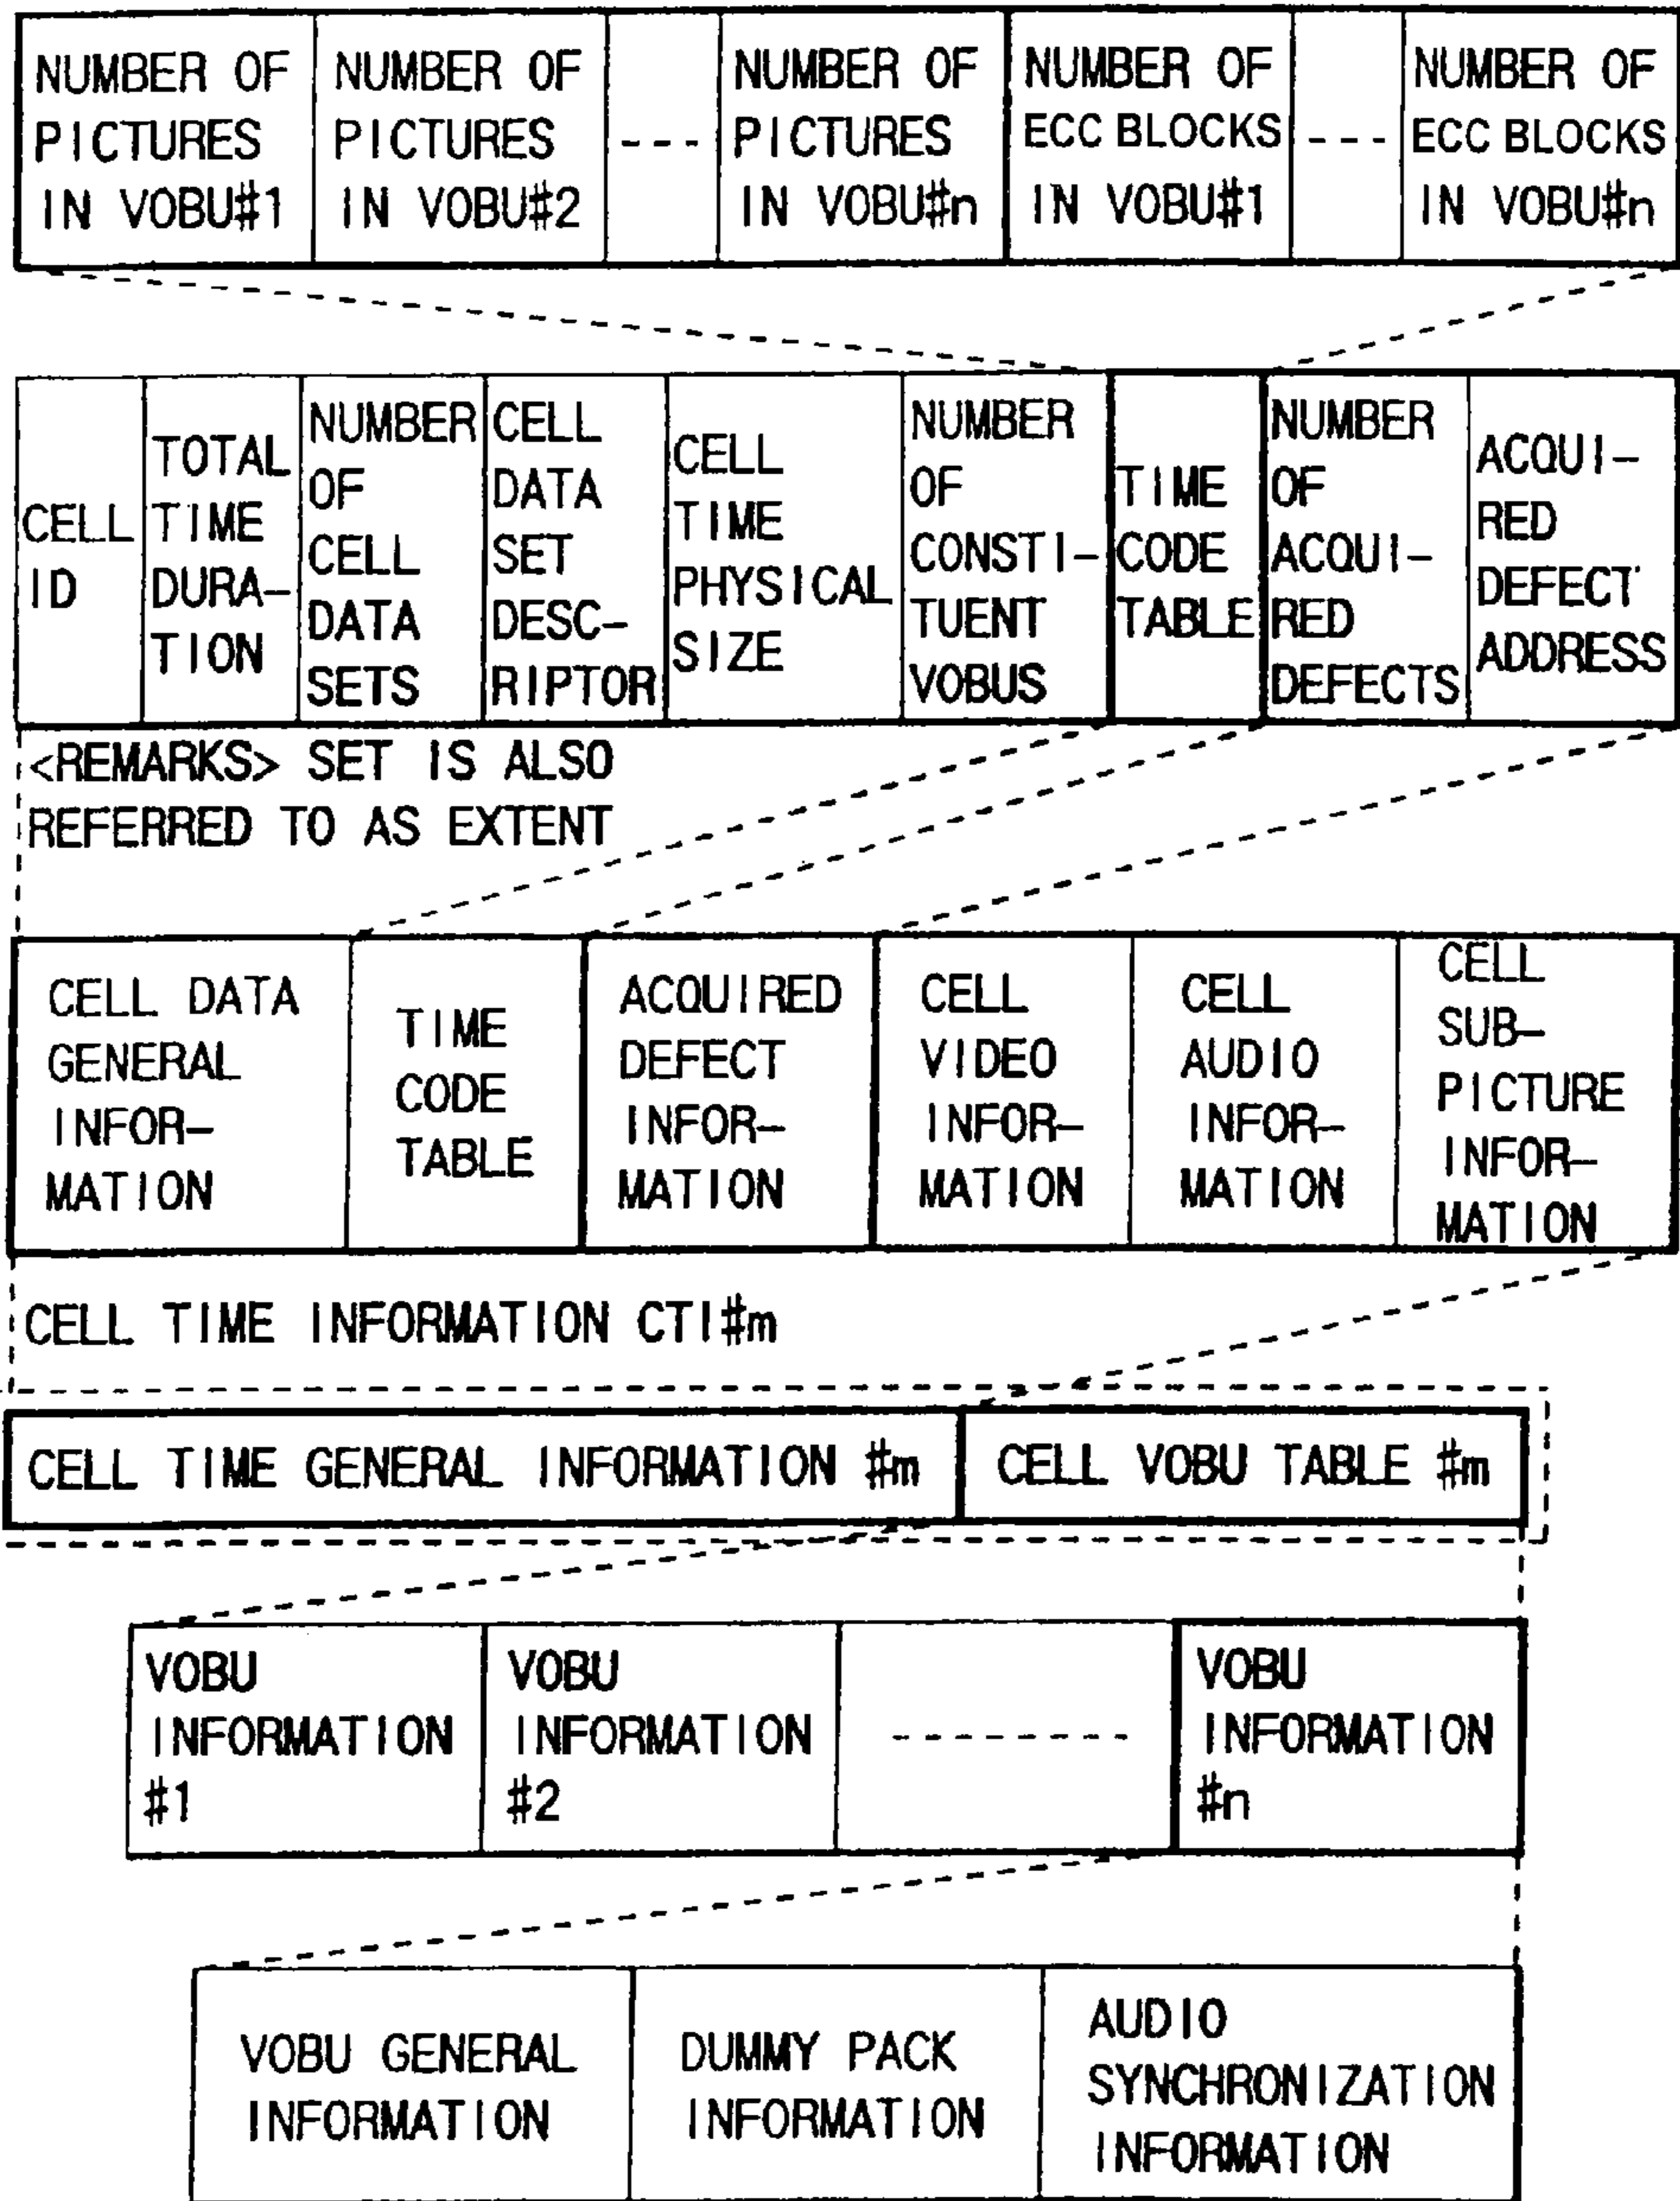 NUMBER OF
PICTURES
IN VOBU#1
NUMBER OF
PICTURES
IN VOBU#2
---
NUMBER OF
PICTURES
IN VOBU#n
NUMBER OF
ECC BLOCKS
IN VOBU#1
---
NUMBER OF
ECC BLOCKS
IN VOBU#n
CELL
ID
TOTAL
TIME
DURA-
TION
NUMBER
OF
CELL
DATA
SETS
CELL
DATA
SET
DESC-
RIPTOR
CELL
TIME
PHYSICAL
SIZE
NUMBER
OF
CONSTI-
TUENT
VOBUS
TIME
CODE
TABLE
NUMBER
OF
ACQUI-
RED
DEFECTS
ACQUI-
RED
DEFECT
ADDRESS
<REMARKS> SET IS ALSO
REFERRED TO AS EXTENT
CELL DATA
GENERAL
INFOR-
MATION
TIME
CODE
TABLE
ACQUIRED
DEFECT
INFOR-
MATION
CELL
VIDEO
INFOR-
MATION
CELL
AUDIO
INFOR-
MATION
CELL
SUB-
PICTURE
INFOR-
MATION
CELL TIME INFORMATION CTI#m
CELL TIME GENERAL INFORMATION #m
CELL VOBU TABLE #m
VOBU
INFORMATION
#1
VOBU
INFORMATION
#2
---------
VOBU
INFORMATION
#n
VOBU GENERAL
INFORMATION
DUMMY PACK
INFORMATION
AUDIO
SYNCHRONIZATION
INFORMATION